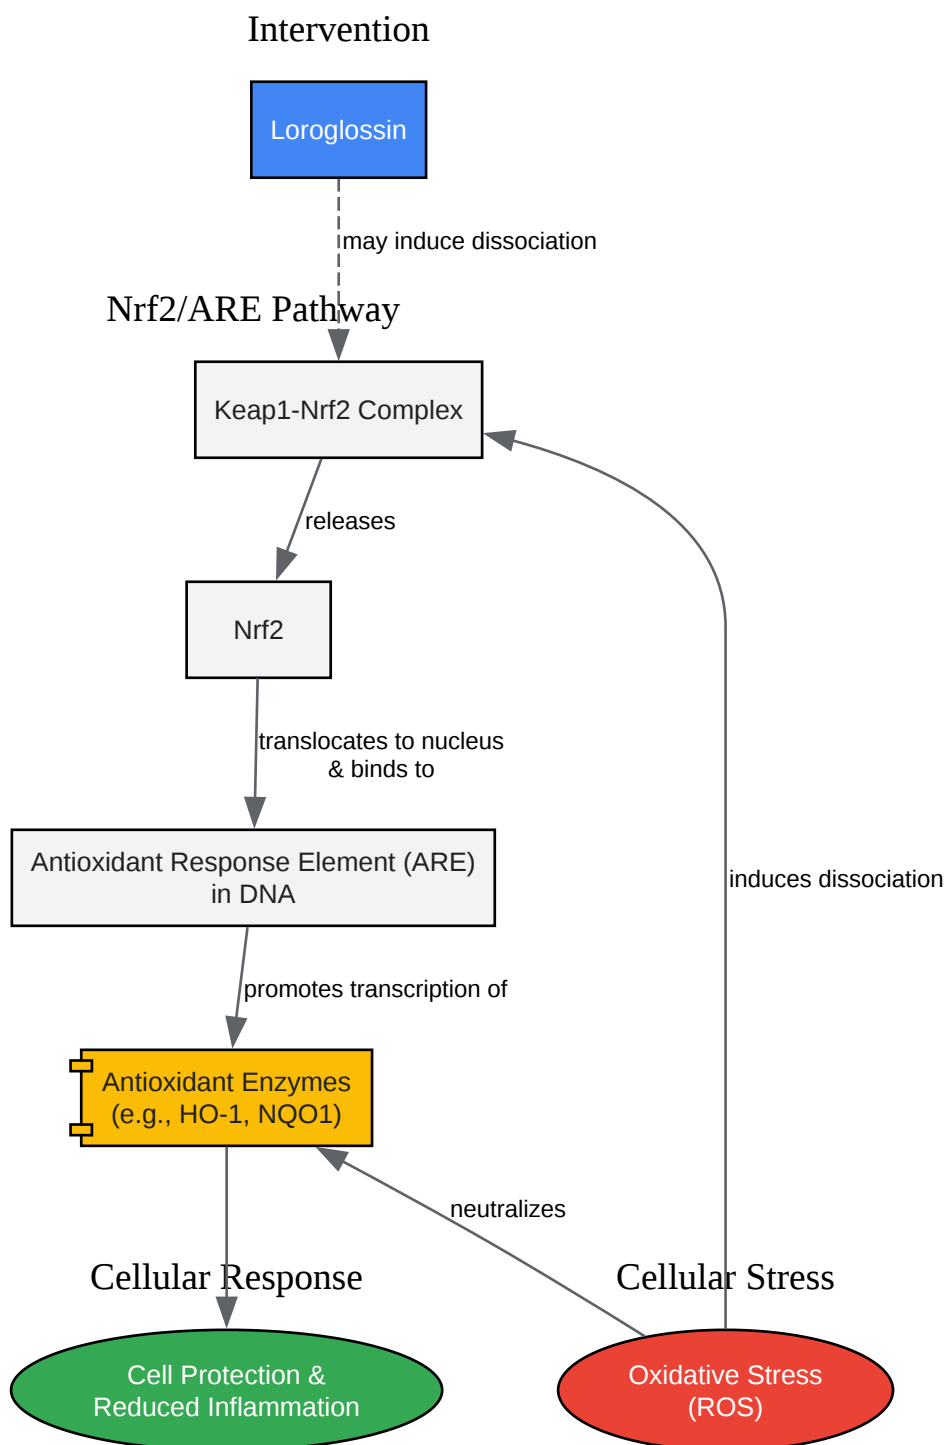 Intervention
Loroglossin
may induce dissociation
Nrf2/ARE Pathway
Keap1-Nrf2 Complex
releases
Nrf2
translocates to nucleus
& binds to
Antioxidant Response Element (ARE)
in DNA
induces dissociation
promotes transcription of
Antioxidant Enzymes
(e.g., HO-1, NQO1)
neutralizes
Cellular Response
Cellular Stress
Cell Protection &
Reduced Inflammation
Oxidative Stress
(ROS)